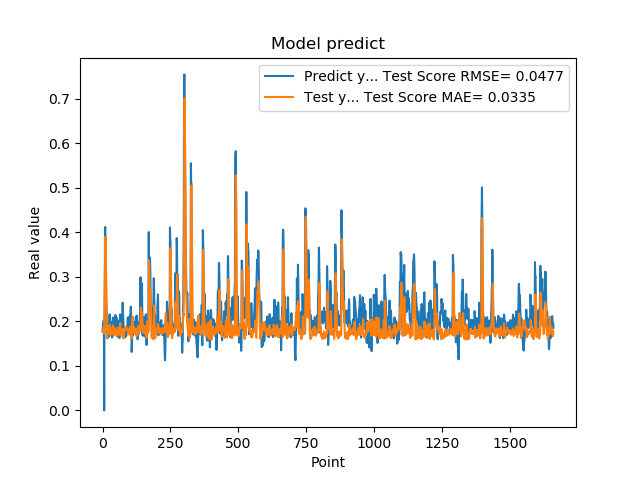 Model predict
Predict y... Test Score RMSE= 0.0477
Test y... Test Score MAE= 0.0335
Real value
0.7
0.6
0.5
0.4
0.3
0.2
0.1
0.0
0 250 500 750 1000 1250 1500
Point